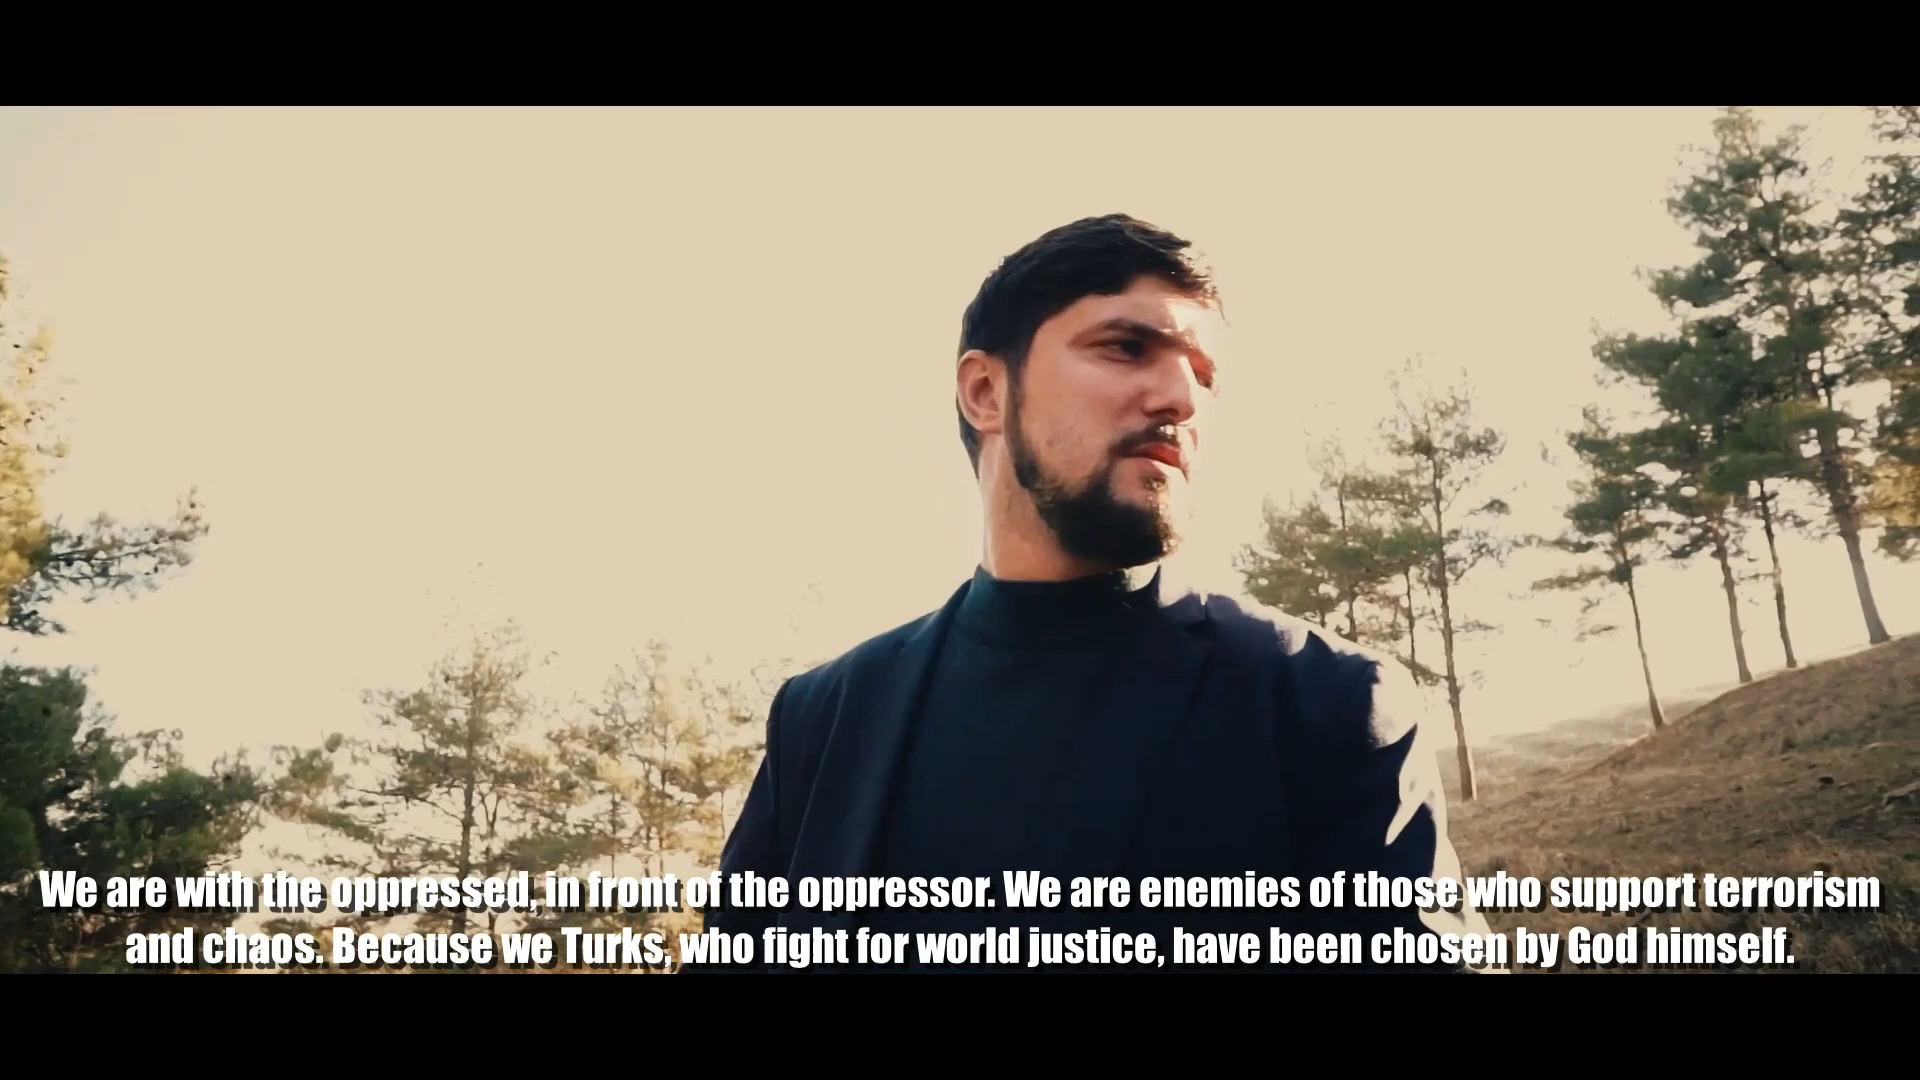 We are with the oppressed, in front of the oppressor. We are enemies of those who support terrorism
and chaos. Because we Turks, who fight for world justice, have been chosen by God himself.